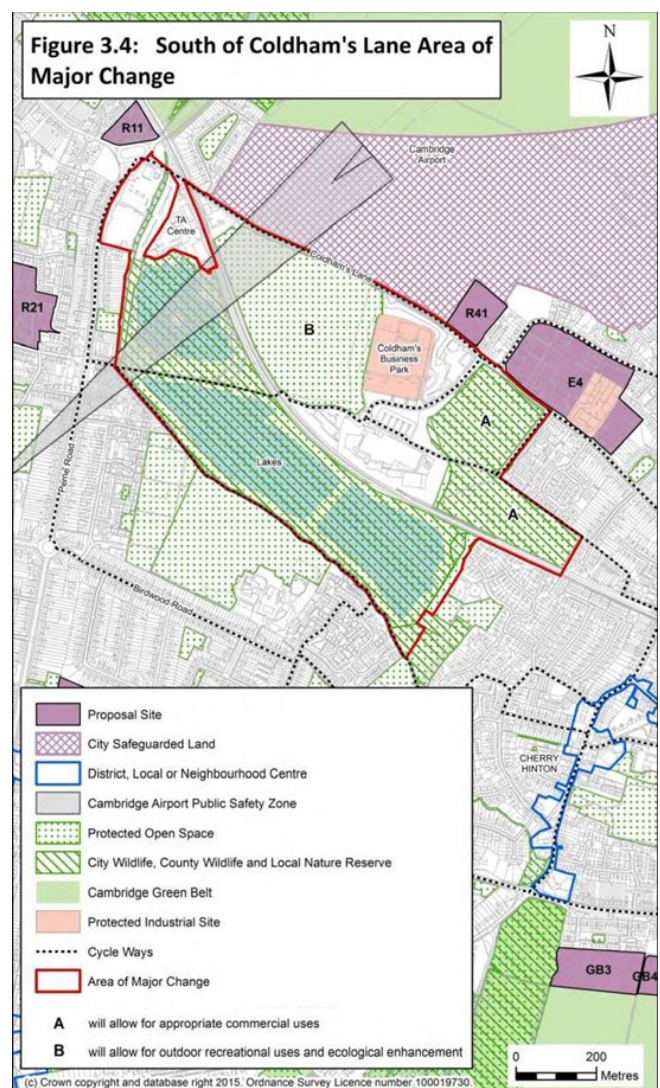 Figure 3.4: South of Coldham's Lane Area of
Major Change
N
R11
Cambridge
Airport
TA
Centre
Coldham's Lane
R21
B
R41
Coldham's
Business
Park
E4
A
Lakes
A
Perne Road
Birdwood Road
CHERRY
HINTON
GB3
GB4
Proposal Site
City Safeguarded Land
District, Local or Neighbourhood Centre
Cambridge Airport Public Safety Zone
Protected Open Space
City Wildlife, County Wildlife and Local Nature Reserve
Cambridge Green Belt
Protected Industrial Site
Cycle Ways
Area of Major Change
A will allow for appropriate commercial uses
B will allow for outdoor recreational uses and ecological enhancement
0 200
Metres
(c) Crown copyright and database right 2015. Ordnance Survey Licence number 100019730.